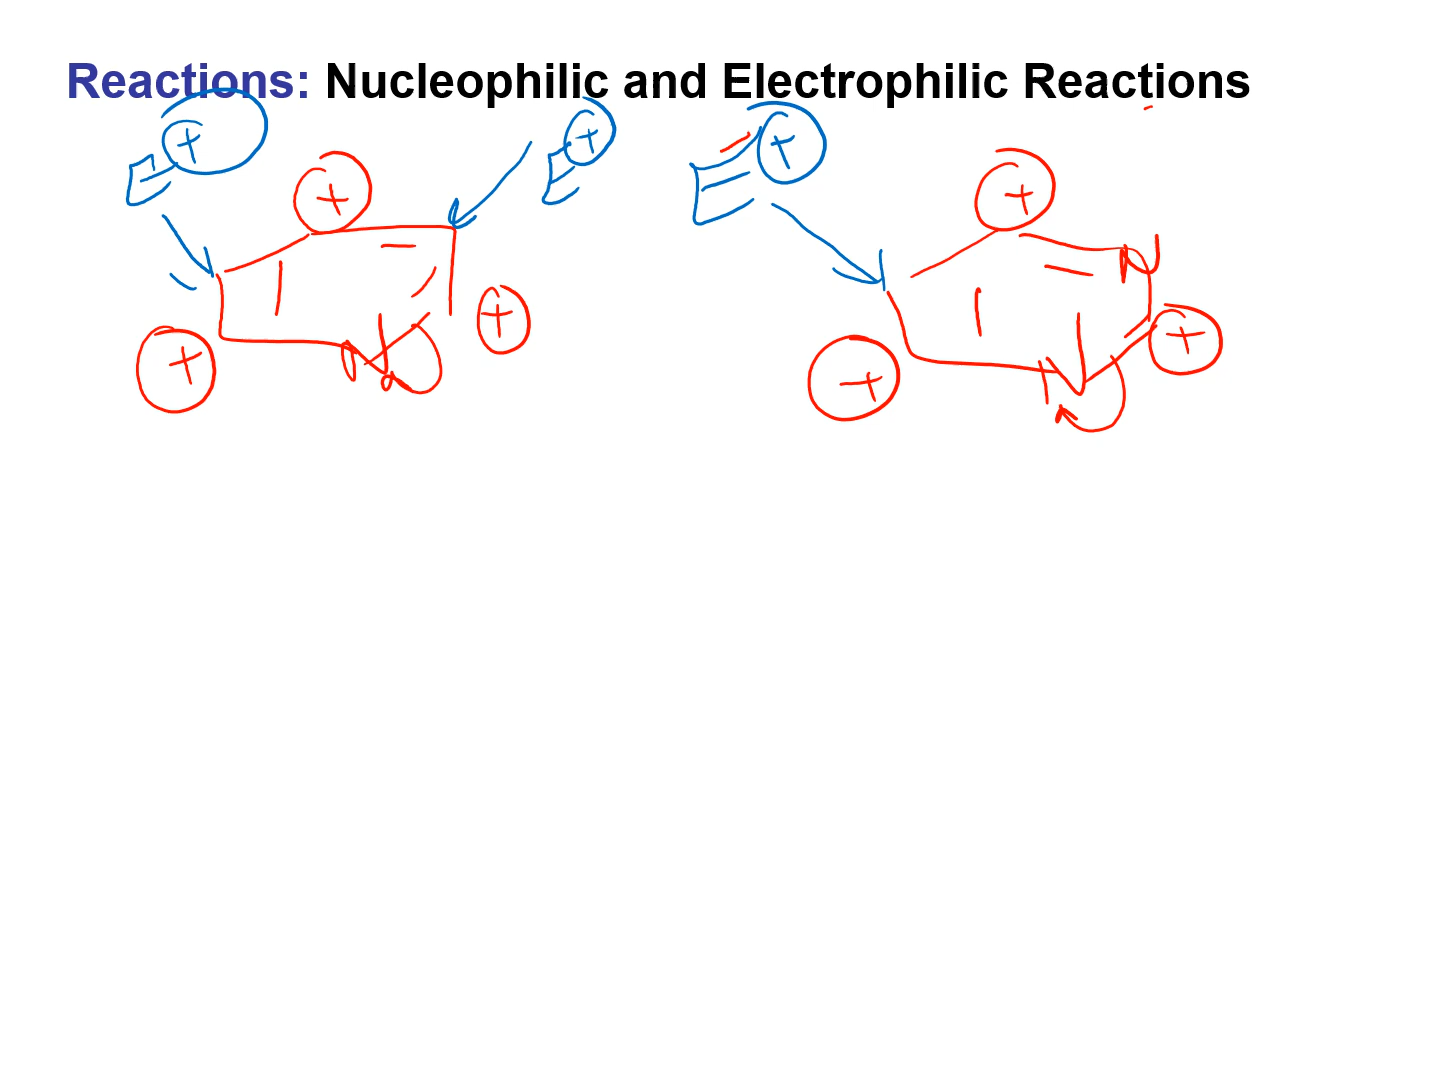 Reactions: Nucleophilic and Electrophilic Reactions
E+ E+ E+
+ +
N
+ +
+ N + N